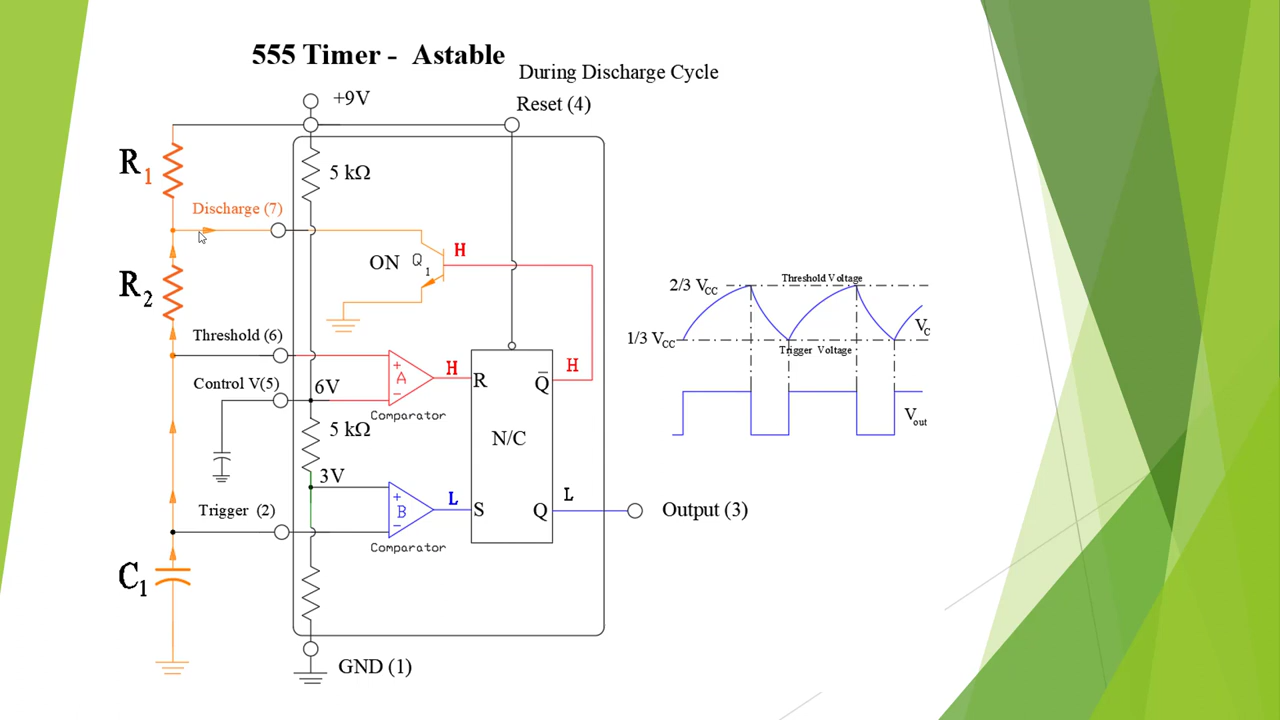 555 Timer - Astable
During Discharge Cycle
+9V
Reset (4)
R1
5 kΩ
Discharge (7)
H
ON Q1
R2
2/3 VCC
Threshold Voltage
Threshold (6)
1/3 VCC
VC
Trigger Voltage
+
A
-
H
R
Q̄
H
Control V(5)
6V
Comparator
5 kΩ
N/C
Vout
3V
Trigger (2)
+
B
-
L
S
Q
L
Output (3)
Comparator
C1
GND (1)